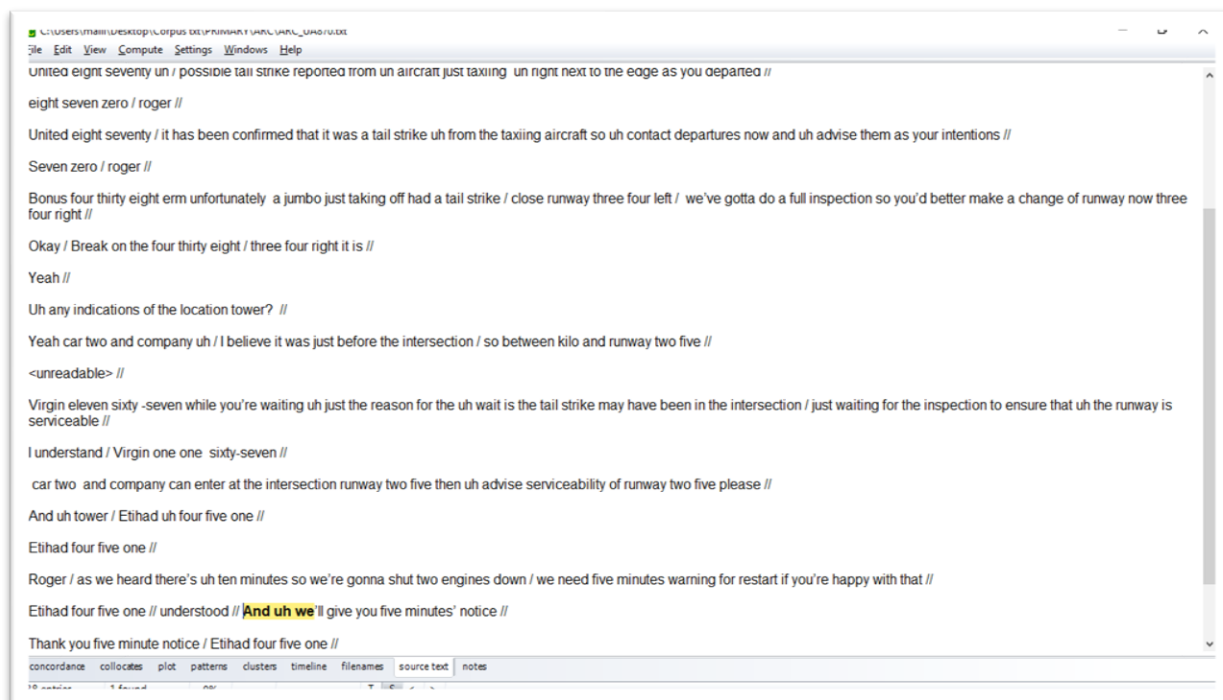 C:\Users\maili\Desktop\Corpus txt\PRIMARY\ARC\ARC_UA870.txt
File Edit View Compute Settings Windows Help
United eight seventy uh / possible tail strike reported from uh aircraft just taxiing uh right next to the edge as you departed //
eight seven zero / roger //
United eight seventy / it has been confirmed that it was a tail strike uh from the taxiing aircraft so uh contact departures now and uh advise them as your intentions //
Seven zero / roger //
Bonus four thirty eight erm unfortunately a jumbo just taking off had a tail strike / close runway three four left / we've gotta do a full inspection so you'd better make a change of runway now three
four right //
Okay / Break on the four thirty eight / three four right it is //
Yeah //
Uh any indications of the location tower? //
Yeah car two and company uh / I believe it was just before the intersection / so between kilo and runway two five //
<unreadable> //
Virgin eleven sixty -seven while you're waiting uh just the reason for the uh wait is the tail strike may have been in the intersection / just waiting for the inspection to ensure that uh the runway is
serviceable //
I understand / Virgin one one sixty-seven //
car two and company can enter at the intersection runway two five then uh advise serviceability of runway two five please //
And uh tower / Etihad uh four five one //
Etihad four five one //
Roger / as we heard there's uh ten minutes so we're gonna shut two engines down / we need five minutes warning for restart if you're happy with that //
Etihad four five one // understood // And uh we'll give you five minutes' notice //
Thank you five minute notice / Etihad four five one //
concordance collocates plot patterns clusters timeline filenames source text notes